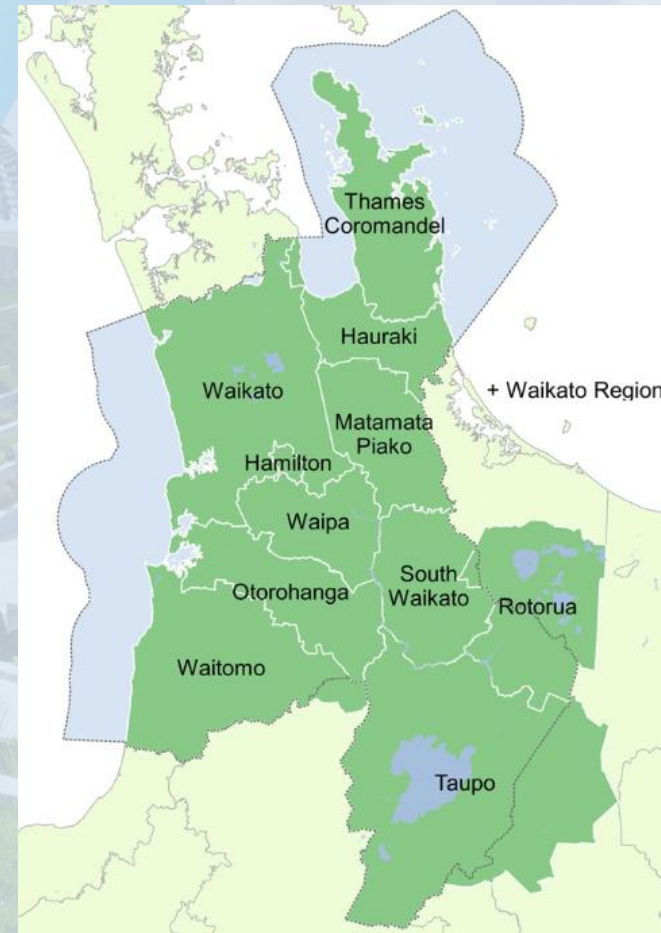 Thames
Coromandel
Hauraki
Waikato
+ Waikato Region
Matamata
Piako
Hamilton
Waipa
South
Waikato
Otorohanga
Rotorua
Waitomo
Taupo